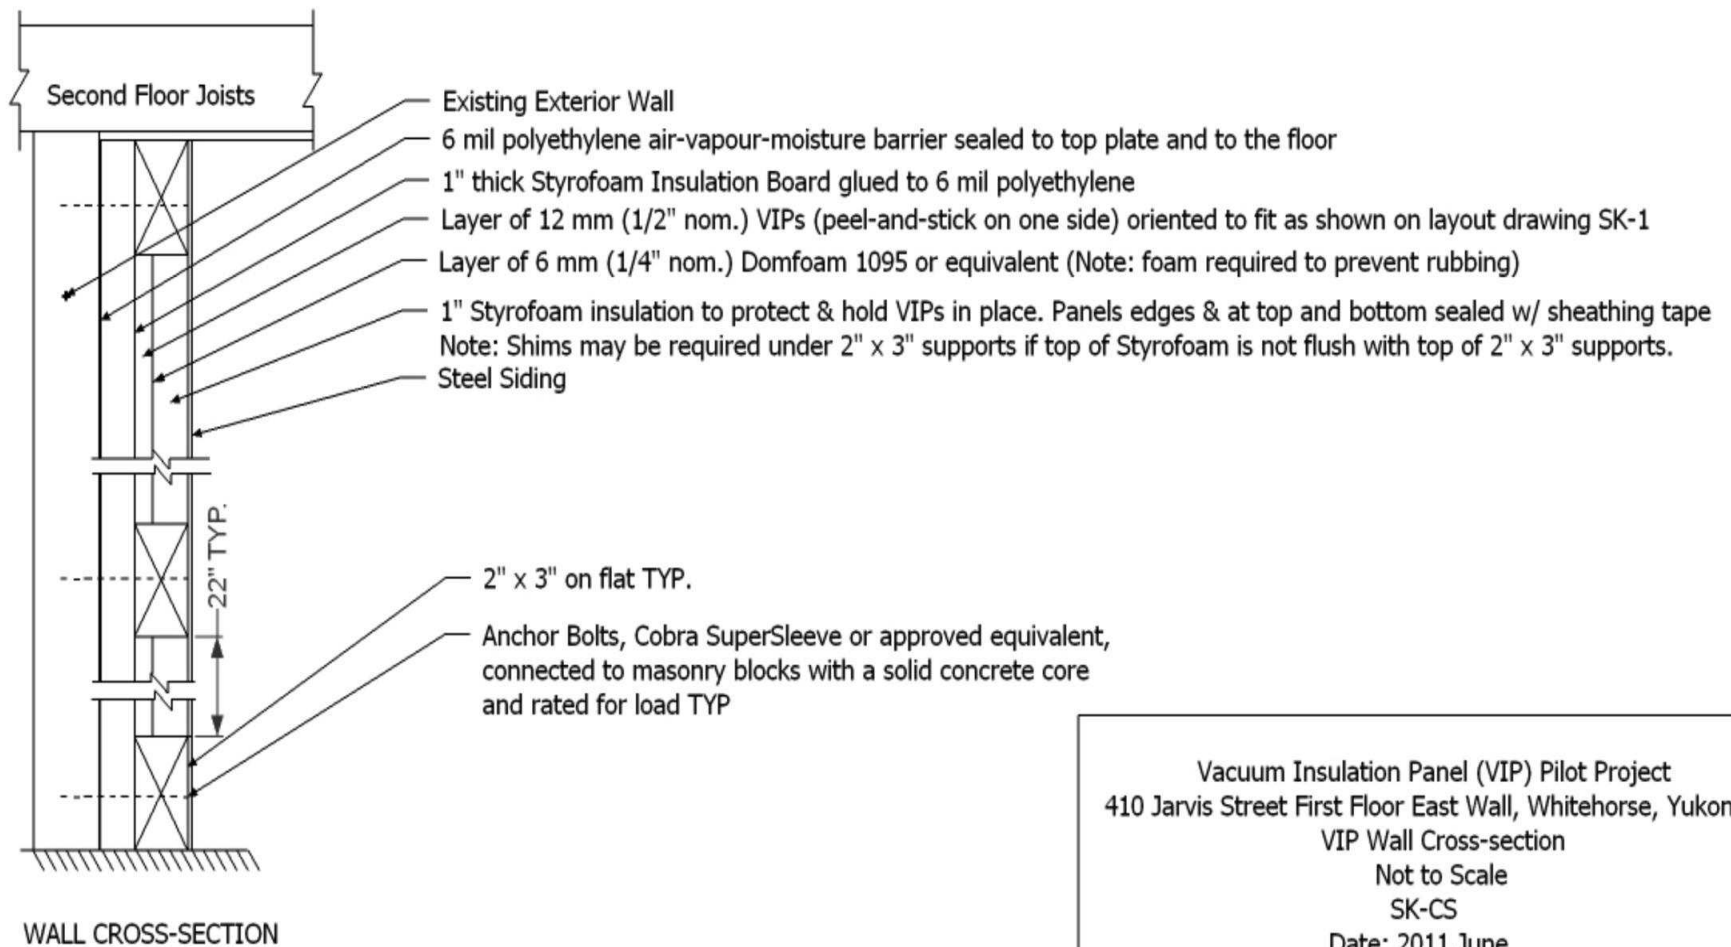 Second Floor Joists
Existing Exterior Wall
6 mil polyethylene air-vapour-moisture barrier sealed to top plate and to the floor
1" thick Styrofoam Insulation Board glued to 6 mil polyethylene
Layer of 12 mm (1/2" nom.) VIPs (peel-and-stick on one side) oriented to fit as shown on layout drawing SK-1
Layer of 6 mm (1/4" nom.) Domfoam 1095 or equivalent (Note: foam required to prevent rubbing)
1" Styrofoam insulation to protect & hold VIPs in place. Panels edges & at top and bottom sealed w/ sheathing tape
Note: Shims may be required under 2" x 3" supports if top of Styrofoam is not flush with top of 2" x 3" supports.
Steel Siding
22" TYP.
2" x 3" on flat TYP.
Anchor Bolts, Cobra SuperSleeve or approved equivalent,
connected to masonry blocks with a solid concrete core
and rated for load TYP
Vacuum Insulation Panel (VIP) Pilot Project
410 Jarvis Street First Floor East Wall, Whitehorse, Yukon
VIP Wall Cross-section
Not to Scale
SK-CS
Date: 2011 June
WALL CROSS-SECTION